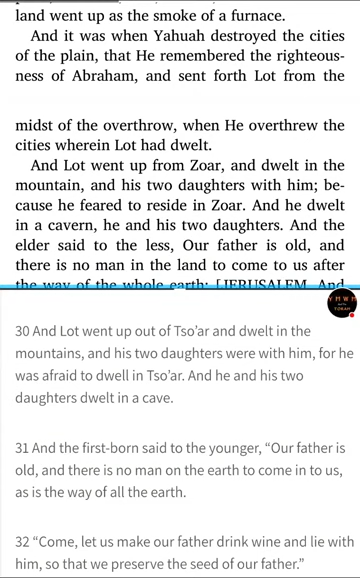 land went up as the smoke of a furnace.
And it was when Yahuah destroyed the cities
of the plain, that He remembered the righteous-
ness of Abraham, and sent forth Lot from the
midst of the overthrow, when He overthrew the
cities wherein Lot had dwelt.
And Lot went up from Zoar, and dwelt in the
mountain, and his two daughters with him; be-
cause he feared to reside in Zoar. And he dwelt
in a cavern, he and his two daughters. And the
elder said to the less, Our father is old, and
there is no man in the land to come to us after
the way of the whole earth: [JERUSALEM. And
Y M W M
WITH
TORAH
30 And Lot went up out of Tso’ar and dwelt in the
mountains, and his two daughters were with him, for he
was afraid to dwell in Tso’ar. And he and his two
daughters dwelt in a cave.
31 And the first-born said to the younger, “Our father is
old, and there is no man on the earth to come in to us,
as is the way of all the earth.
32 “Come, let us make our father drink wine and lie with
him, so that we preserve the seed of our father.”